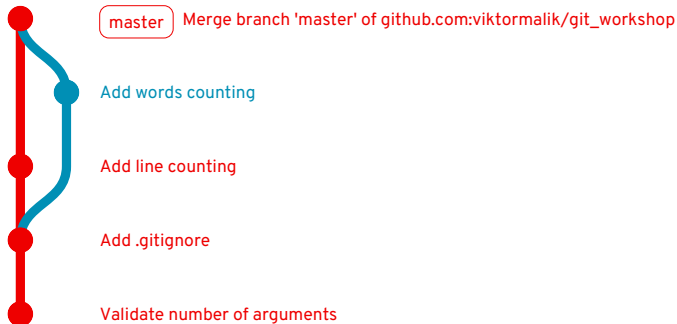 master Merge branch 'master' of github.com:viktormalik/git_workshop
Add words counting
Add line counting
Add .gitignore
Validate number of arguments